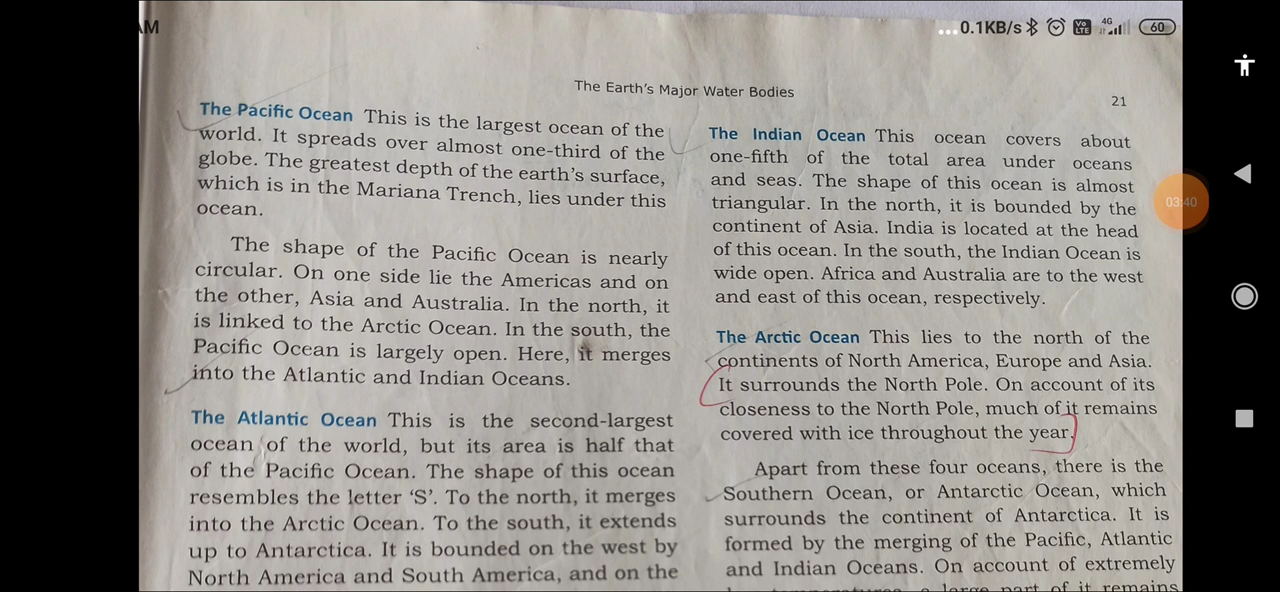 AM
...0.1KB/s
Vo
LTE
4G
60
03:40
The Earth's Major Water Bodies
21
The Pacific Ocean This is the largest ocean of the
world. It spreads over almost one-third of the
globe. The greatest depth of the earth's surface,
which is in the Mariana Trench, lies under this
ocean.
The shape of the Pacific Ocean is nearly
circular. On one side lie the Americas and on
the other, Asia and Australia. In the north, it
is linked to the Arctic Ocean. In the south, the
Pacific Ocean is largely open. Here, it merges
into the Atlantic and Indian Oceans.
The Atlantic Ocean This is the second-largest
ocean of the world, but its area is half that
of the Pacific Ocean. The shape of this ocean
resembles the letter 'S'. To the north, it merges
into the Arctic Ocean. To the south, it extends
up to Antarctica. It is bounded on the west by
North America and South America, and on the
The Indian Ocean This ocean covers about
one-fifth of the total area under oceans
and seas. The shape of this ocean is almost
triangular. In the north, it is bounded by the
continent of Asia. India is located at the head
of this ocean. In the south, the Indian Ocean is
wide open. Africa and Australia are to the west
and east of this ocean, respectively.
The Arctic Ocean This lies to the north of the
continents of North America, Europe and Asia.
It surrounds the North Pole. On account of its
closeness to the North Pole, much of it remains
covered with ice throughout the year.
Apart from these four oceans, there is the
Southern Ocean, or Antarctic Ocean, which
surrounds the continent of Antarctica. It is
formed by the merging of the Pacific, Atlantic
and Indian Oceans. On account of extremely
a large part of it remains